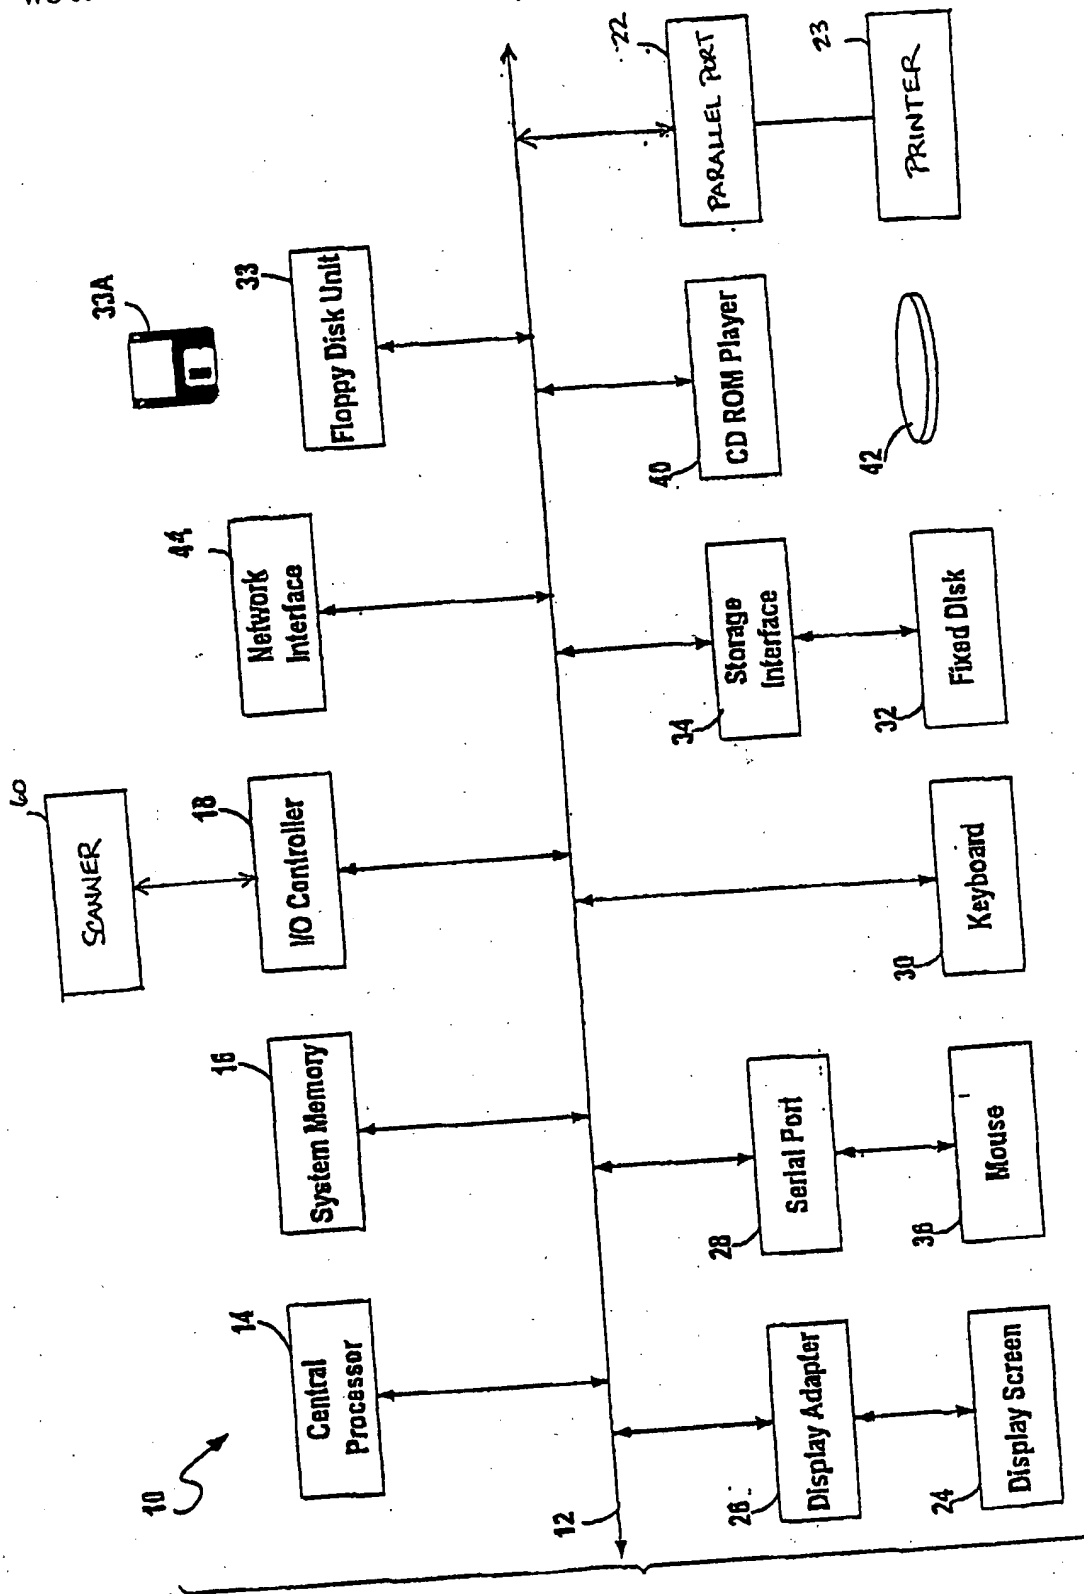 10
60
SCANNER
14
Central
Processor
16
System Memory
18
I/O Controller
44
Network
Interface
33A
33
Floppy Disk Unit
12
26
Display Adapter
24
Display Screen
28
Serial Port
36
Mouse
30
Keyboard
34
Storage
Interface
32
Fixed Disk
40
CD ROM Player
42
22
PARALLEL PORT
23
PRINTER